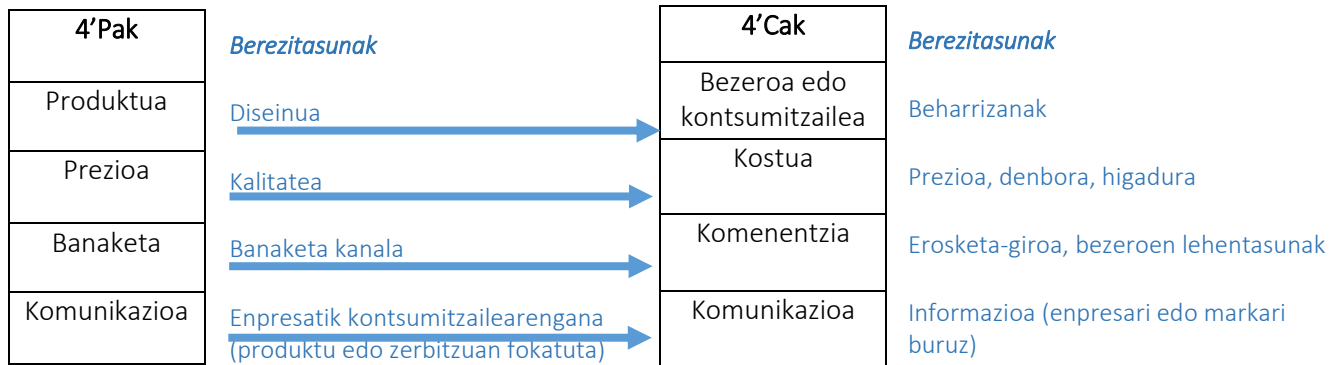 4’Pak
Berezitasunak
4’Cak
Berezitasunak
Produktua
Diseinua
Bezeroa edo
kontsumitzailea
Beharrizanak
Prezioa
Kalitatea
Kostua
Prezioa, denbora, higadura
Banaketa
Banaketa kanala
Komenentzia
Erosketa-giroa, bezeroen lehentasunak
Komunikazioa
Enpresatik kontsumitzailearengana
(produktu edo zerbitzuan fokatuta)
Komunikazioa
Informazioa (enpresari edo markari
buruz)